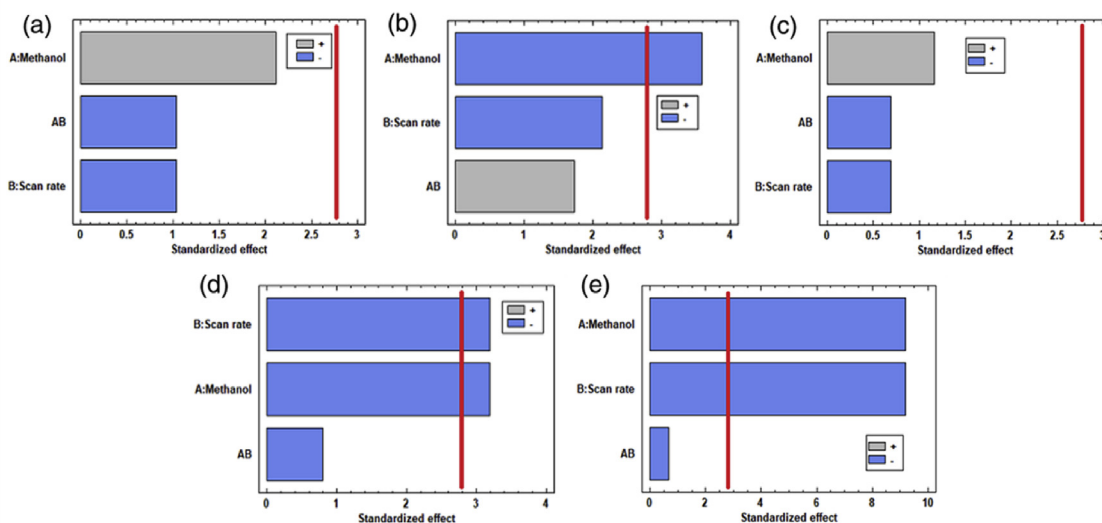 (a)
A:Methanol
AB
B:Scan rate
+
-
0 0.5 1 1.5 2 2.5 3
Standardized effect
(b)
A:Methanol
B:Scan rate
AB
+
-
0 1 2 3 4
Standardized effect
(c)
A:Methanol
AB
B:Scan rate
+
-
0 0.5 1 1.5 2 2.5 3
Standardized effect
(d)
B:Scan rate
A:Methanol
AB
+
-
0 1 2 3 4
Standardized effect
(e)
A:Methanol
B:Scan rate
AB
+
-
0 2 4 6 8 10
Standardized effect